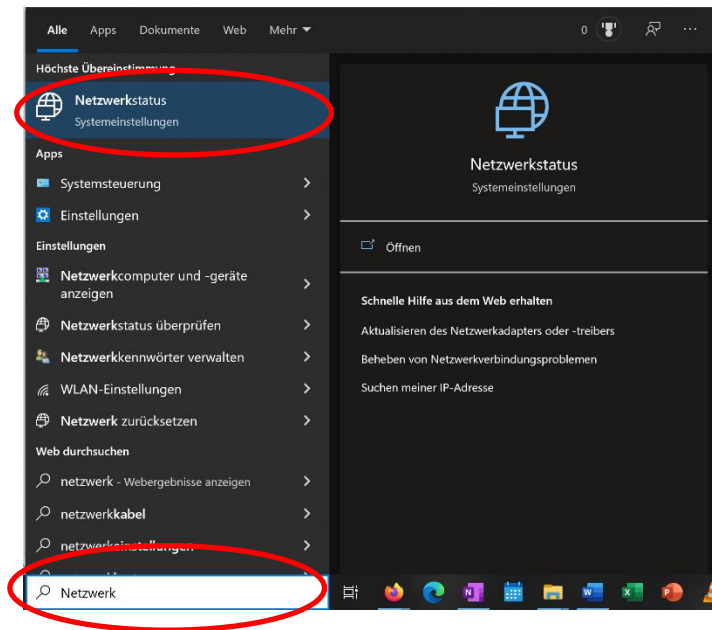 Alle Apps Dokumente Web Mehr 0 ...
Höchste Übereinstimmung
Netzwerkstatus
Systemeinstellungen
Apps
Systemsteuerung
Einstellungen
Einstellungen
Netzwerkcomputer und -geräte
anzeigen
Netzwerkstatus überprüfen
Netzwerkkennwörter verwalten
WLAN-Einstellungen
Netzwerk zurücksetzen
Web durchsuchen
netzwerk - Webergebnisse anzeigen
netzwerkkabel
netzwerkeinstellungen
Netzwerk
Netzwerkstatus
Systemeinstellungen
Öffnen
Schnelle Hilfe aus dem Web erhalten
Aktualisieren des Netzwerkadapters oder -treibers
Beheben von Netzwerkverbindungsproblemen
Suchen meiner IP-Adresse
N
W
X
P